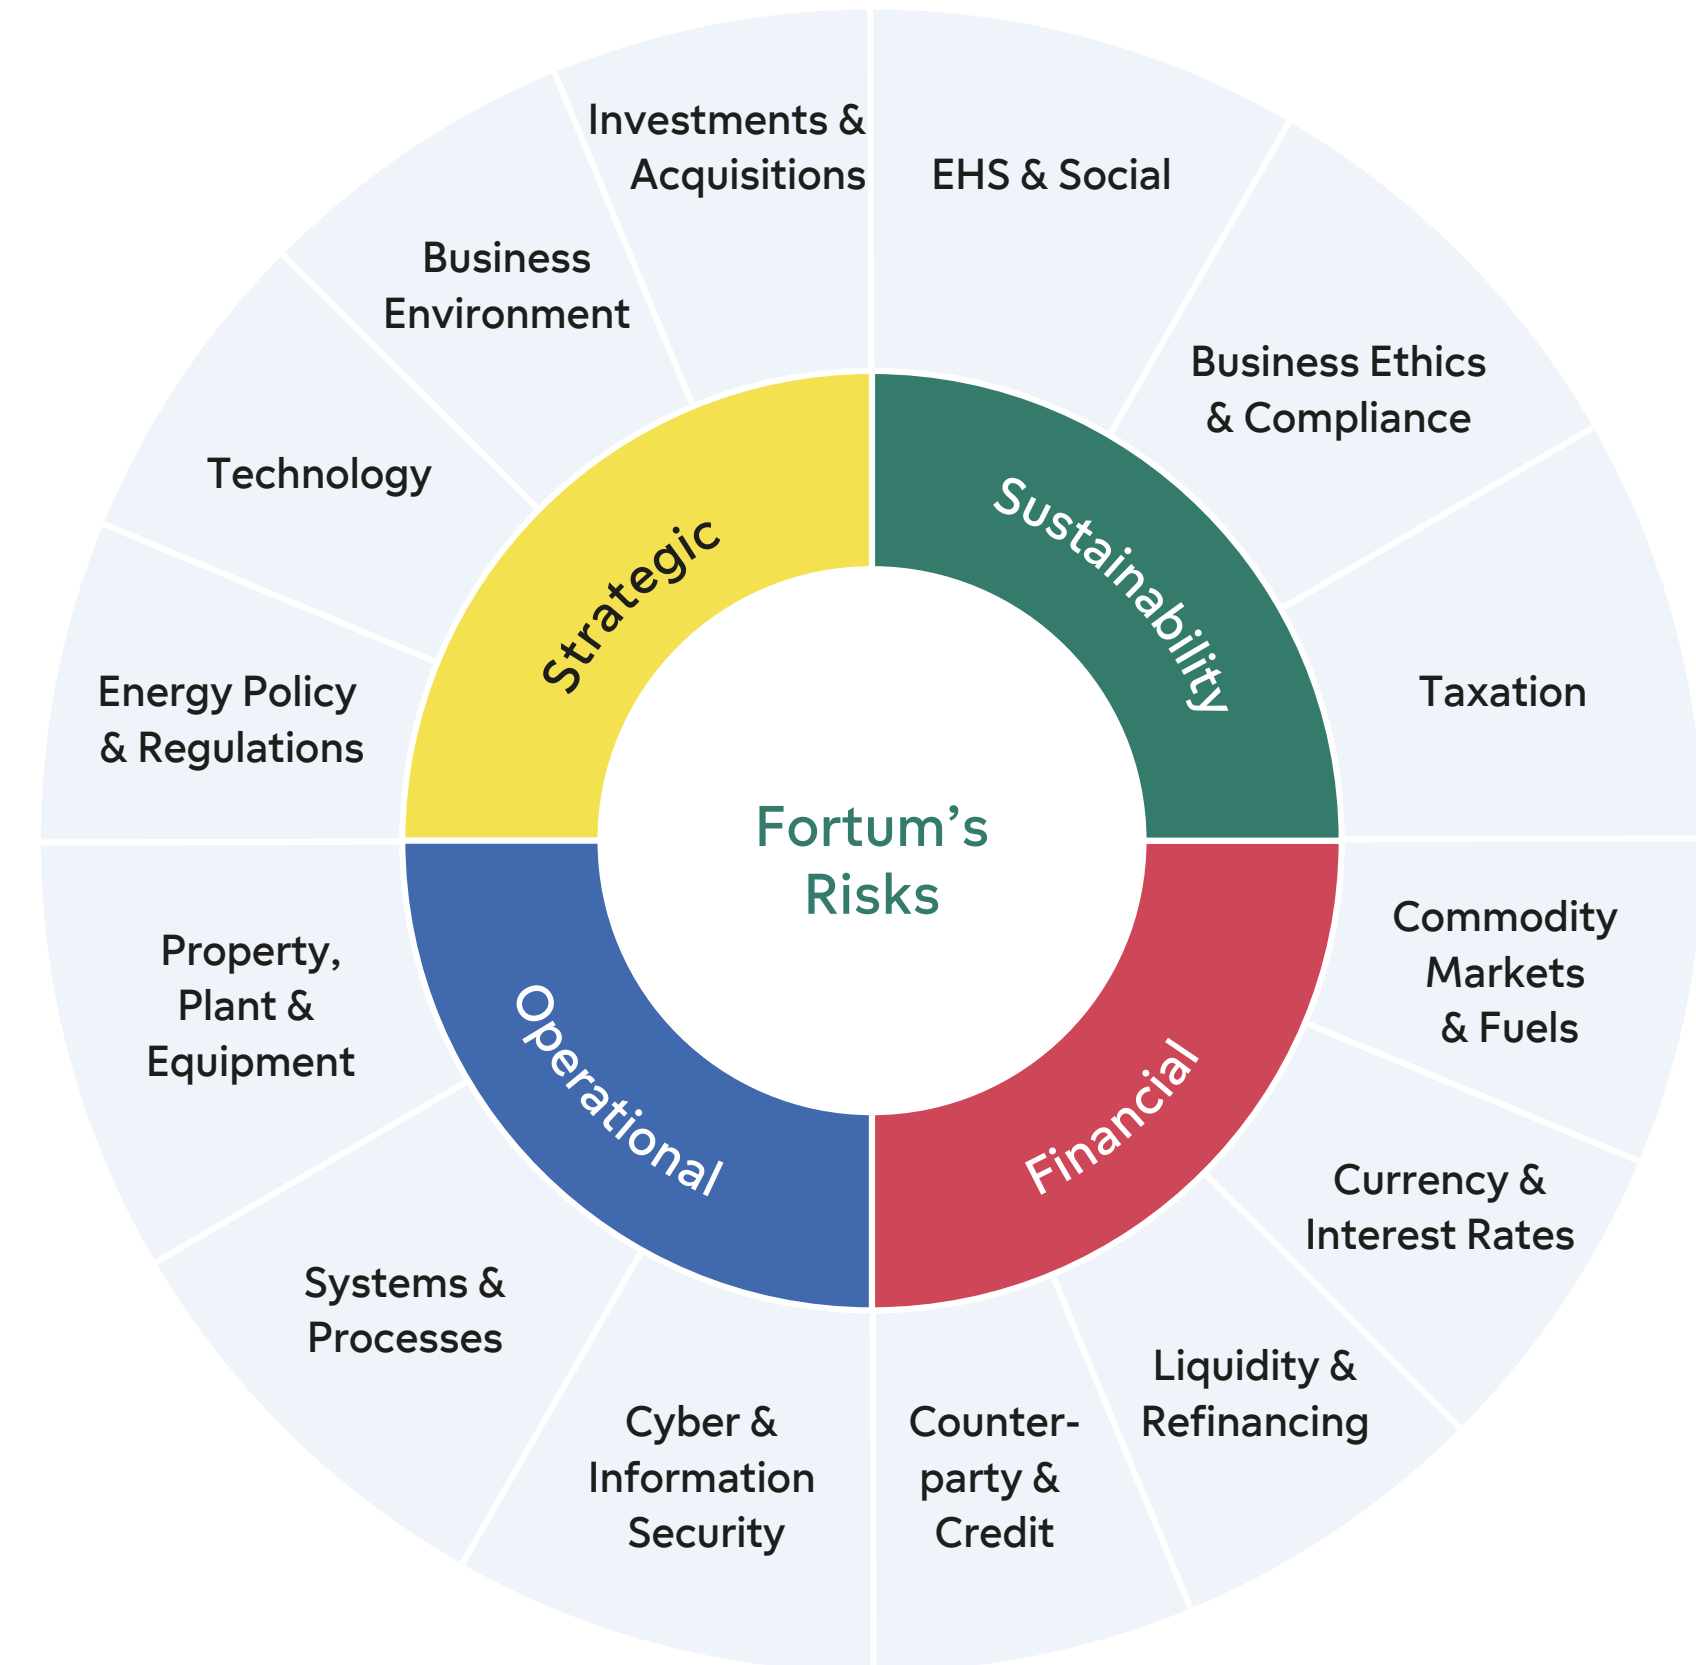 Investments &
Acquisitions
EHS & Social
Business
Environment
Business Ethics
& Compliance
Technology
Strategic
Sustainability
Energy Policy
& Regulations
Taxation
Fortum’s
Risks
Property,
Plant &
Equipment
Commodity
Markets
& Fuels
Operational
Financial
Currency &
Interest Rates
Systems &
Processes
Liquidity &
Refinancing
Cyber &
Information
Security
Counter-
party &
Credit